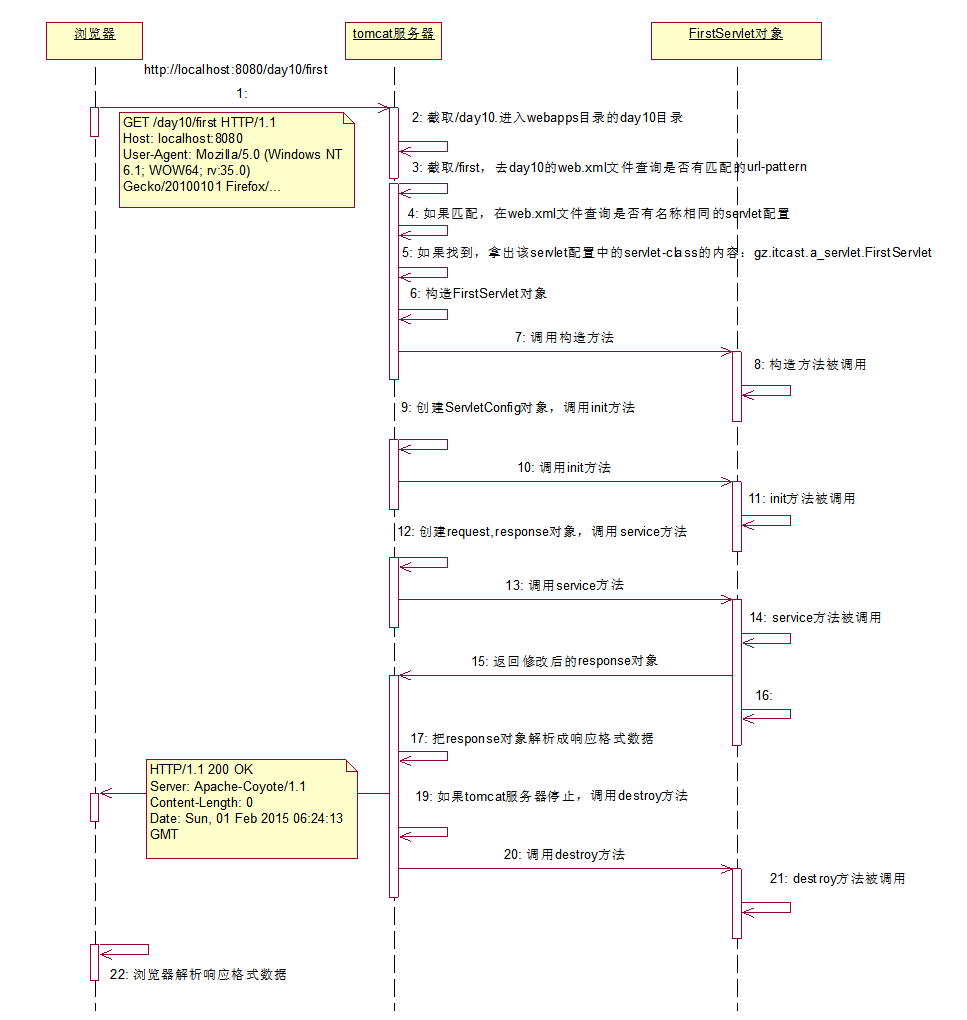 浏览器
tomcat服务器
FirstServlet对象
http://localhost:8080/day10/first
1:
GET /day10/first HTTP/1.1
Host: localhost:8080
User-Agent: Mozilla/5.0 (Windows NT
6.1; WOW64; rv:35.0)
Gecko/20100101 Firefox/...
2: 截取/day10.进入webapps目录的day10目录
3: 截取/first，去day10的web.xml文件查询是否有匹配的url-pattern
4: 如果匹配，在web.xml文件查询是否有名称相同的servlet配置
5: 如果找到，拿出该servlet配置中的servlet-class的内容：gz.itcast.a_servlet.FirstServlet
6: 构造FirstServlet对象
7: 调用构造方法
8: 构造方法被调用
9: 创建ServletConfig对象，调用init方法
10: 调用init方法
11: init方法被调用
12: 创建request,response对象，调用service方法
13: 调用service方法
14: service方法被调用
15: 返回修改后的response对象
16:
17: 把response对象解析成响应格式数据
HTTP/1.1 200 OK
Server: Apache-Coyote/1.1
Content-Length: 0
Date: Sun, 01 Feb 2015 06:24:13
GMT
19: 如果tomcat服务器停止，调用destroy方法
20: 调用destroy方法
21: destroy方法被调用
22: 浏览器解析响应格式数据